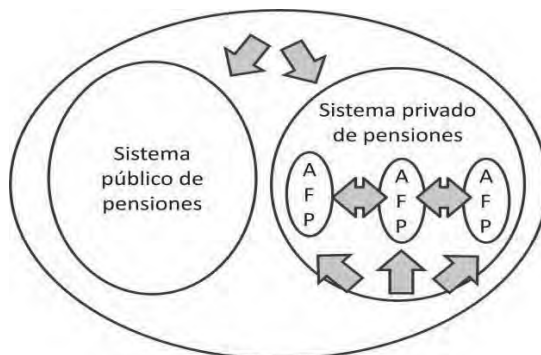 Sistema
público de
pensiones
Sistema privado
de pensiones
A
F
P
A
F
P
A
F
P